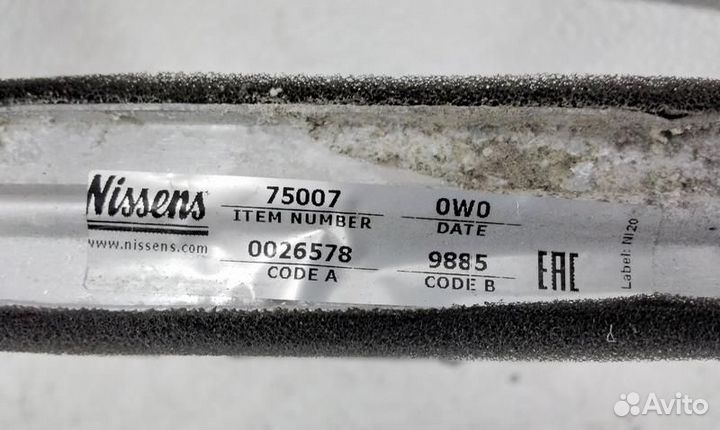 Nissens
www.nissens.com
75007
ITEM NUMBER
0W0
DATE
0026578
CODE A
9885
CODE B
EAC
Label: NI20
Avito